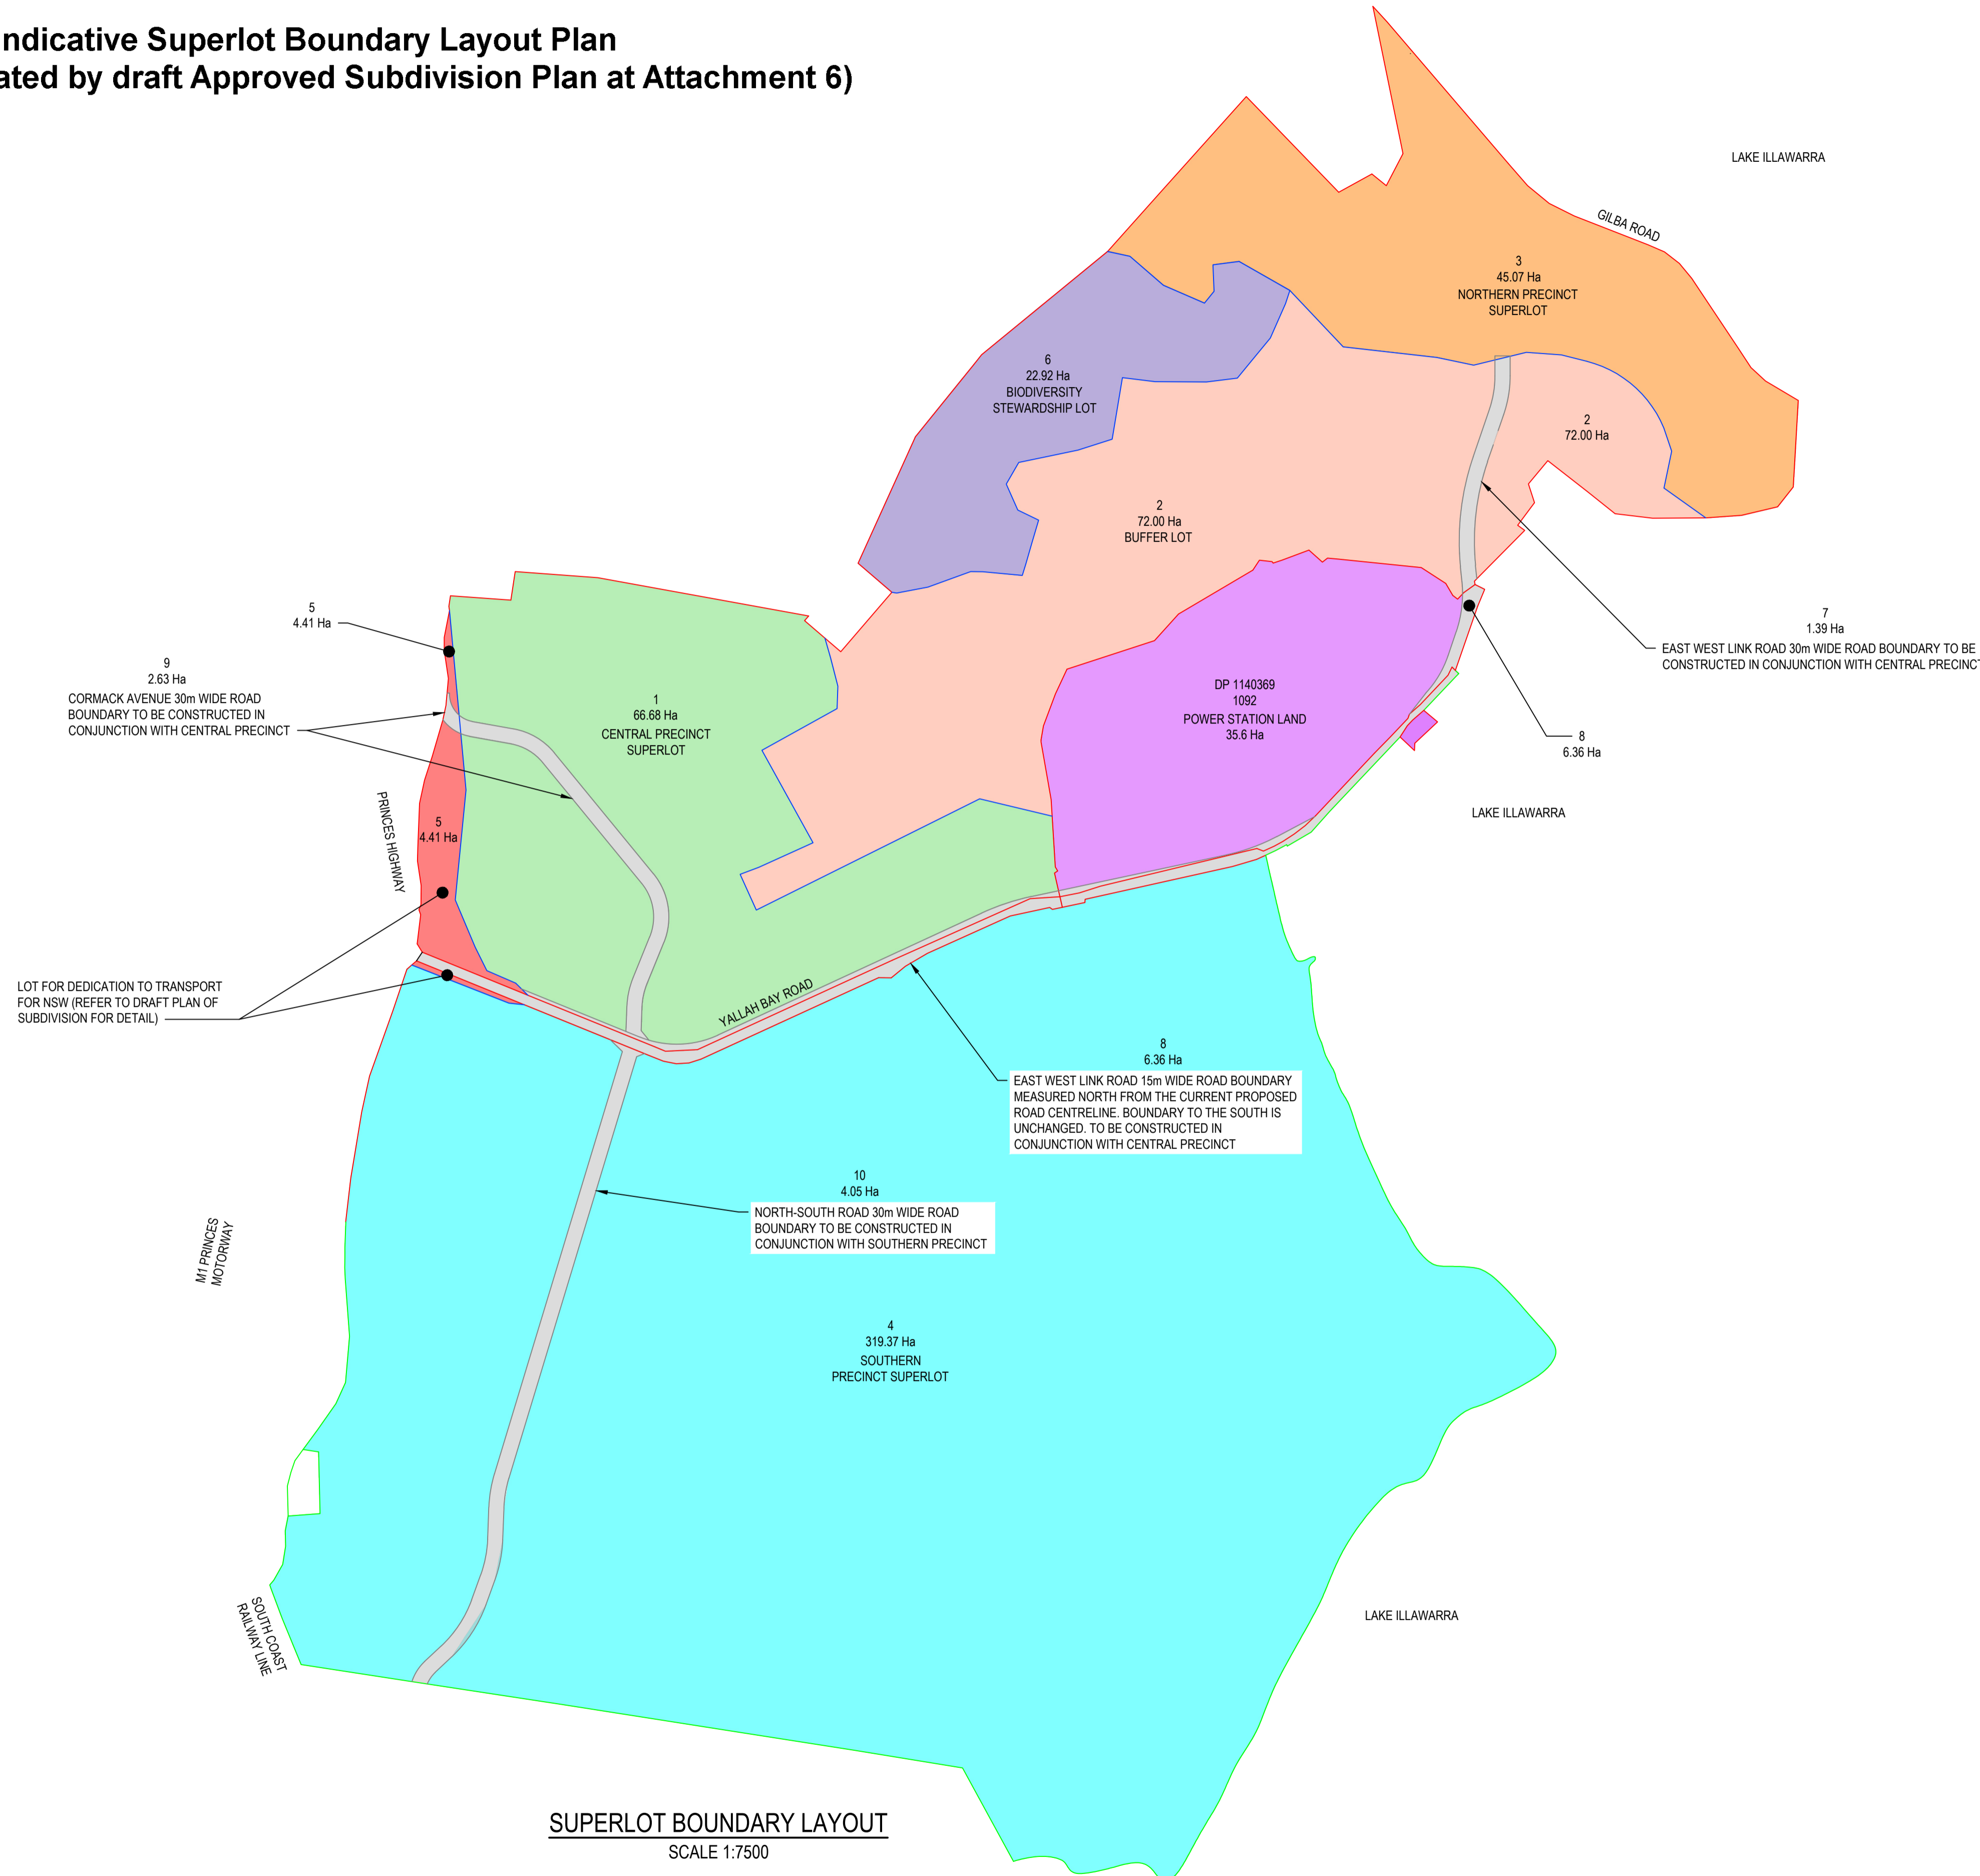 ndicative Superlot Boundary Layout Plan
ated by draft Approved Subdivision Plan at Attachment 6)
LAKE ILLAWARRA
GILBA ROAD
3
45.07 Ha
NORTHERN PRECINCT
SUPERLOT
6
22.92 Ha
BIODIVERSITY
STEWARDSHIP LOT
2
72.00 Ha
2
72.00 Ha
BUFFER LOT
5
4.41 Ha
7
1.39 Ha
EAST WEST LINK ROAD 30m WIDE ROAD BOUNDARY TO BE
CONSTRUCTED IN CONJUNCTION WITH CENTRAL PRECINCT
9
2.63 Ha
CORMACK AVENUE 30m WIDE ROAD
BOUNDARY TO BE CONSTRUCTED IN
CONJUNCTION WITH CENTRAL PRECINCT
1
66.68 Ha
CENTRAL PRECINCT
SUPERLOT
DP 1140369
1092
POWER STATION LAND
35.6 Ha
8
6.36 Ha
PRINCES HIGHWAY
5
4.41 Ha
LAKE ILLAWARRA
LOT FOR DEDICATION TO TRANSPORT
FOR NSW (REFER TO DRAFT PLAN OF
SUBDIVISION FOR DETAIL)
YALLAH BAY ROAD
8
6.36 Ha
EAST WEST LINK ROAD 15m WIDE ROAD BOUNDARY
MEASURED NORTH FROM THE CURRENT PROPOSED
ROAD CENTRELINE. BOUNDARY TO THE SOUTH IS
UNCHANGED. TO BE CONSTRUCTED IN
CONJUNCTION WITH CENTRAL PRECINCT
10
4.05 Ha
NORTH-SOUTH ROAD 30m WIDE ROAD
BOUNDARY TO BE CONSTRUCTED IN
CONJUNCTION WITH SOUTHERN PRECINCT
M1 PRINCES
MOTORWAY
4
319.37 Ha
SOUTHERN
PRECINCT SUPERLOT
SOUTH COAST
RAILWAY LINE
LAKE ILLAWARRA
SUPERLOT BOUNDARY LAYOUT
SCALE 1:7500